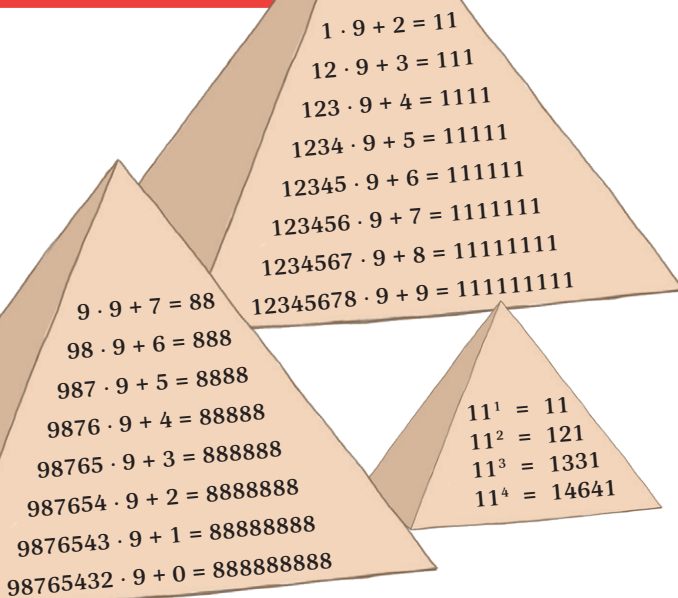 1 · 9 + 2 = 11
12 · 9 + 3 = 111
123 · 9 + 4 = 1111
1234 · 9 + 5 = 11111
12345 · 9 + 6 = 111111
123456 · 9 + 7 = 1111111
1234567 · 9 + 8 = 11111111
12345678 · 9 + 9 = 111111111
9 · 9 + 7 = 88
98 · 9 + 6 = 888
987 · 9 + 5 = 8888
9876 · 9 + 4 = 88888
98765 · 9 + 3 = 888888
987654 · 9 + 2 = 8888888
9876543 · 9 + 1 = 88888888
98765432 · 9 + 0 = 888888888
11¹ = 11
11² = 121
11³ = 1331
11⁴ = 14641